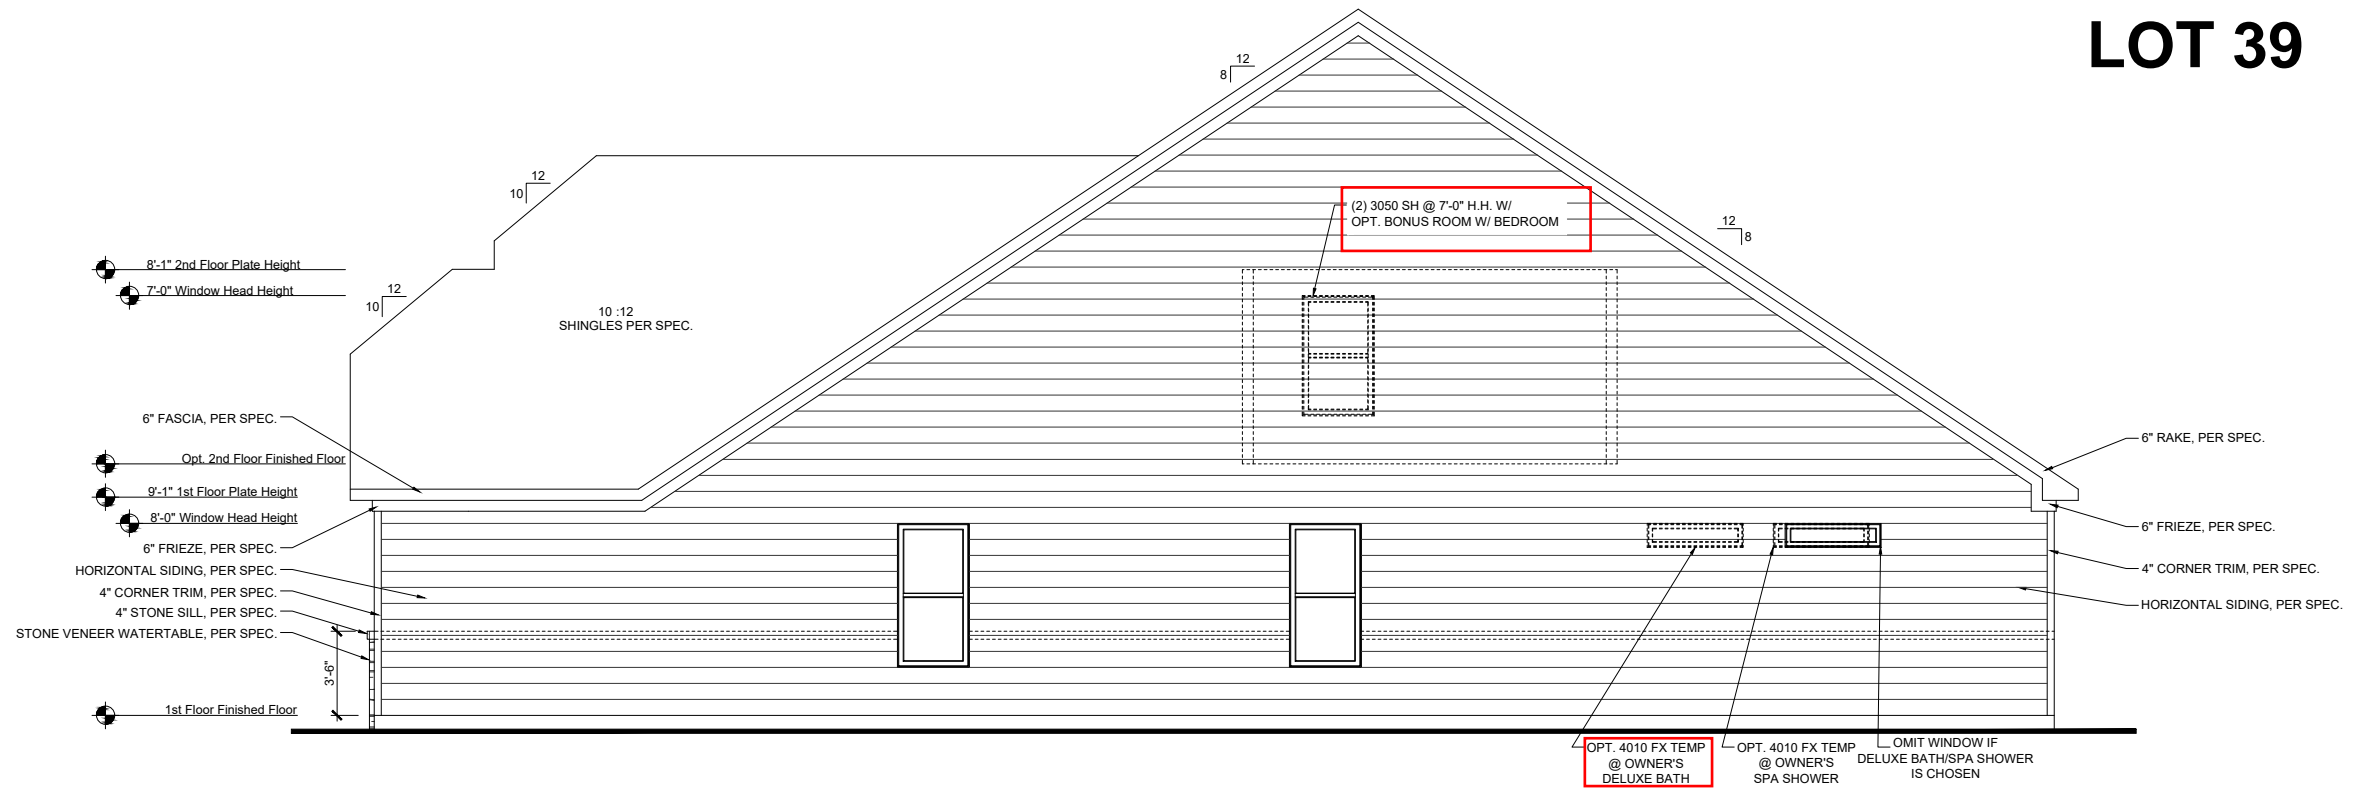 LOT 39
12
8
12
10
12
8
(2) 3050 SH @ 7'-0" H.H. W/
OPT. BONUS ROOM W/ BEDROOM
8'-1" 2nd Floor Plate Height
7'-0" Window Head Height
12
10
10 :12
SHINGLES PER SPEC.
6" FASCIA, PER SPEC.
Opt. 2nd Floor Finished Floor
9'-1" 1st Floor Plate Height
8'-0" Window Head Height
6" FRIEZE, PER SPEC.
HORIZONTAL SIDING, PER SPEC.
4" CORNER TRIM, PER SPEC.
4" STONE SILL, PER SPEC.
STONE VENEER WATERTABLE, PER SPEC.
3'-6"
1st Floor Finished Floor
6" RAKE, PER SPEC.
6" FRIEZE, PER SPEC.
4" CORNER TRIM, PER SPEC.
HORIZONTAL SIDING, PER SPEC.
OPT. 4010 FX TEMP
@ OWNER'S
DELUXE BATH
OPT. 4010 FX TEMP
@ OWNER'S
SPA SHOWER
OMIT WINDOW IF
DELUXE BATH/SPA SHOWER
IS CHOSEN